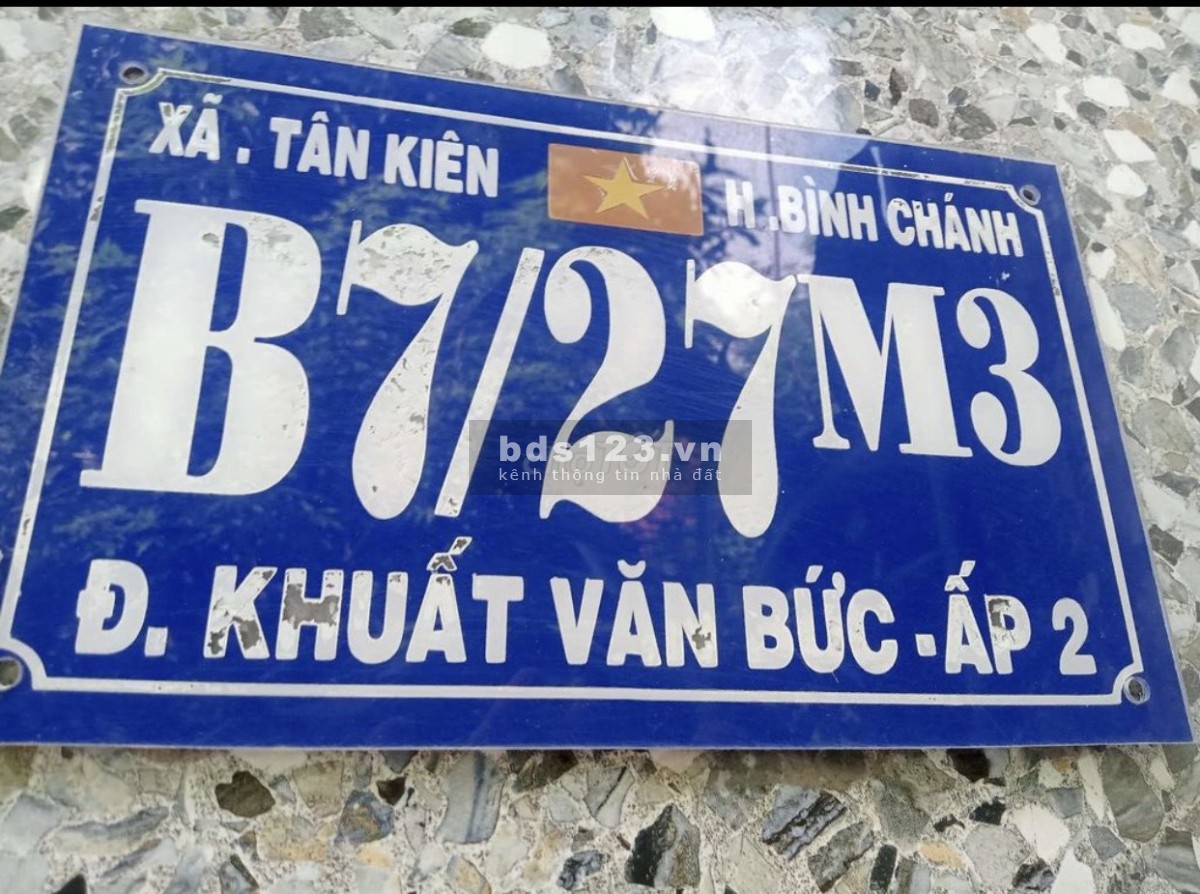 XÃ . TÂN KIÊN H .BÌNH CHÁNH
B7/27M3
bds123.vn
kênh thông tin nhà đất
Đ. KHUẤT VĂN BỨC - ẤP 2